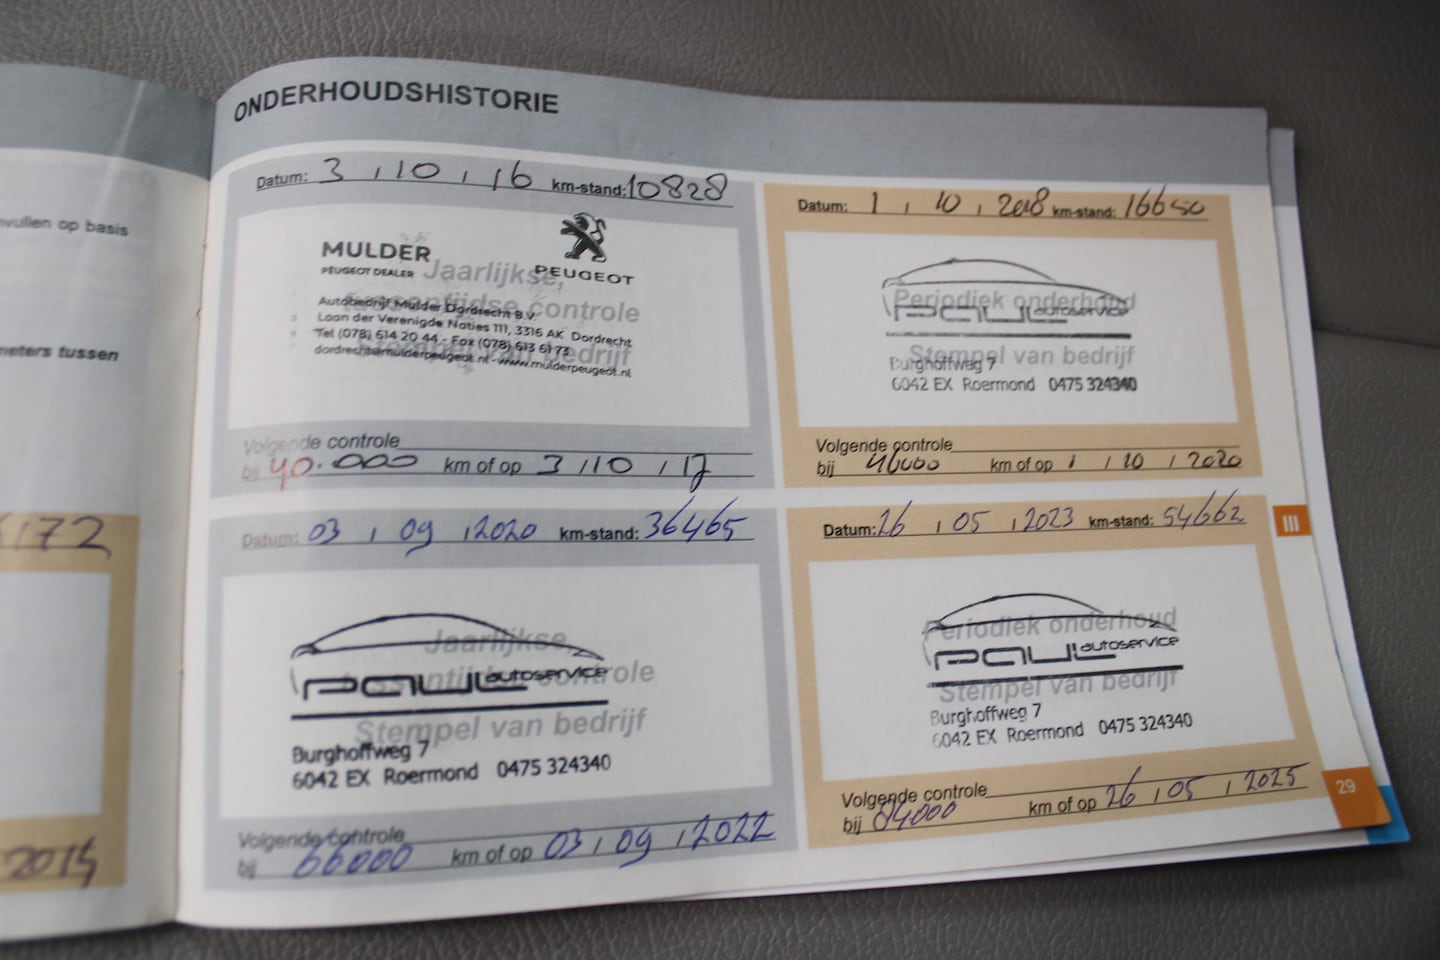 nvullen op basis
meters tussen
172
2015
ONDERHOUDSHISTORIE
Datum: 3 , 10 , 16 km-stand: 10828
MULDER
PEUGEOT DEALER
PEUGEOT
Jaarlijkse,
tussentijdse controle
Stempel van bedrijf
Autobedrijf Mulder Dordrecht B.V.
Laan der Verenigde Naties 111, 3316 AK Dordrecht
Tel (078) 614 20 44 - Fax (078) 613 61 73
dordrecht@mulderpeugeot.nl - www.mulderpeugeot.nl
Volgende controle
bij 40.000 km of op 3 , 10 , 17
Datum: 1 , 10 , 2018 km-stand: 16650
Periodiek onderhoud
PAUL autoservice
Stempel van bedrijf
Burghoffweg 7
6042 EX Roermond 0475 324340
Volgende controle
bij 46000 km of op 1 , 10 , 2020
Datum: 03 , 09 , 2020 km-stand: 36465
Jaarlijkse,
tussentijdse controle
PAUL autoservice
Stempel van bedrijf
Burghoffweg 7
6042 EX Roermond 0475 324340
Volgende controle
bij 66000 km of op 03 , 09 , 2022
Datum: 26 , 05 , 2023 km-stand: 54662
Periodiek onderhoud
PAUL autoservice
Stempel van bedrijf
Burghoffweg 7
6042 EX Roermond 0475 324340
Volgende controle
bij 84000 km of op 26 , 05 , 2025
III
29